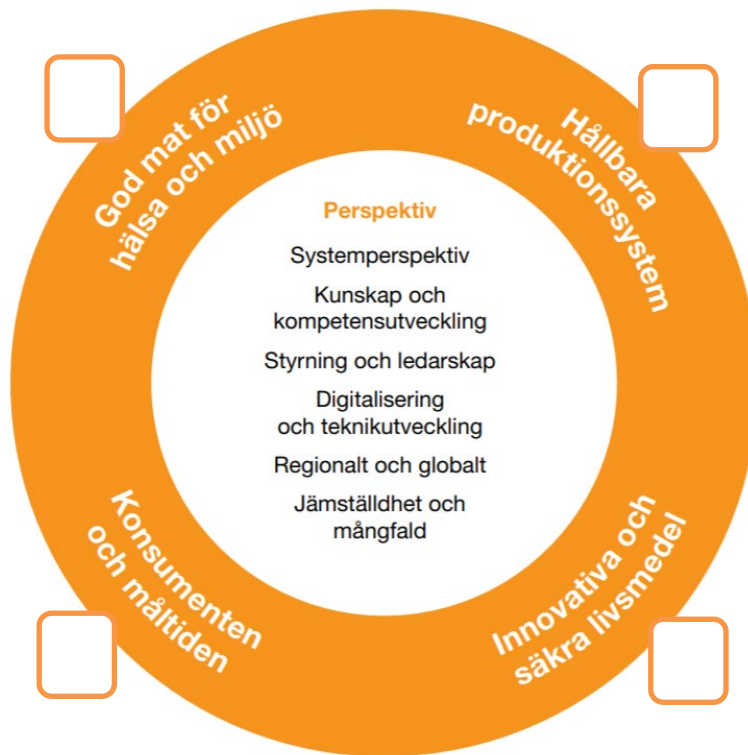 God mat för
hälsa och miljö
Hållbara
produktionssystem
Perspektiv
Systemperspektiv
Kunskap och
kompetensutveckling
Styrning och ledarskap
Digitalisering
och teknikutveckling
Regionalt och globalt
Jämställdhet och
mångfald
Konsumenten
och måltiden
Innovativa och
säkra livsmedel